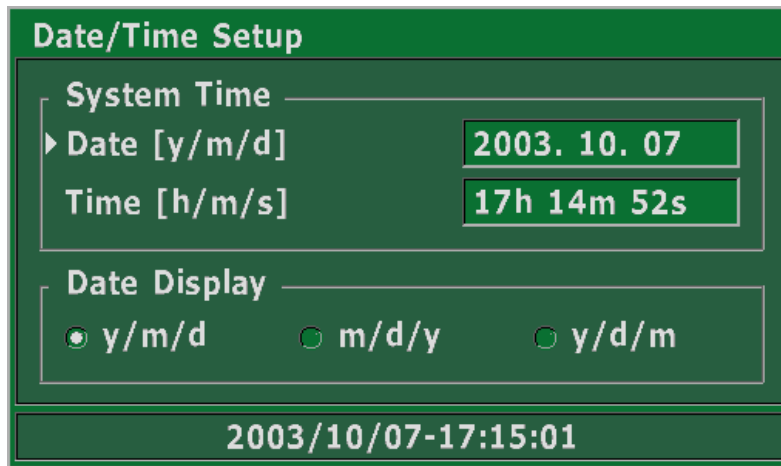 Date/Time Setup
System Time
Date [y/m/d] 2003. 10. 07
Time [h/m/s] 17h 14m 52s
Date Display
y/m/d m/d/y y/d/m
2003/10/07-17:15:01